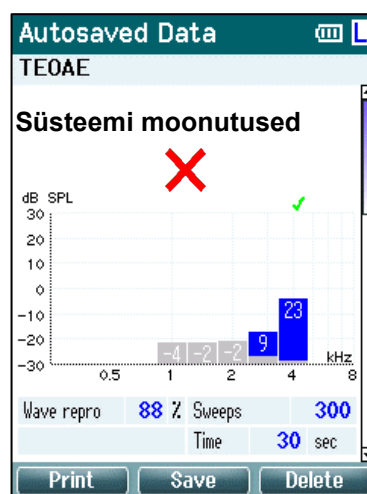 Autosaved Data L
TEOAE
Süsteemi moonutused
dB SPL
30
20
10
0
-10
-20
-30
-4 -2 -2 9 23
kHz
0.5 1 2 4 8
Wave repro 88 % Sweeps 300
Time 30 sec
Print Save Delete